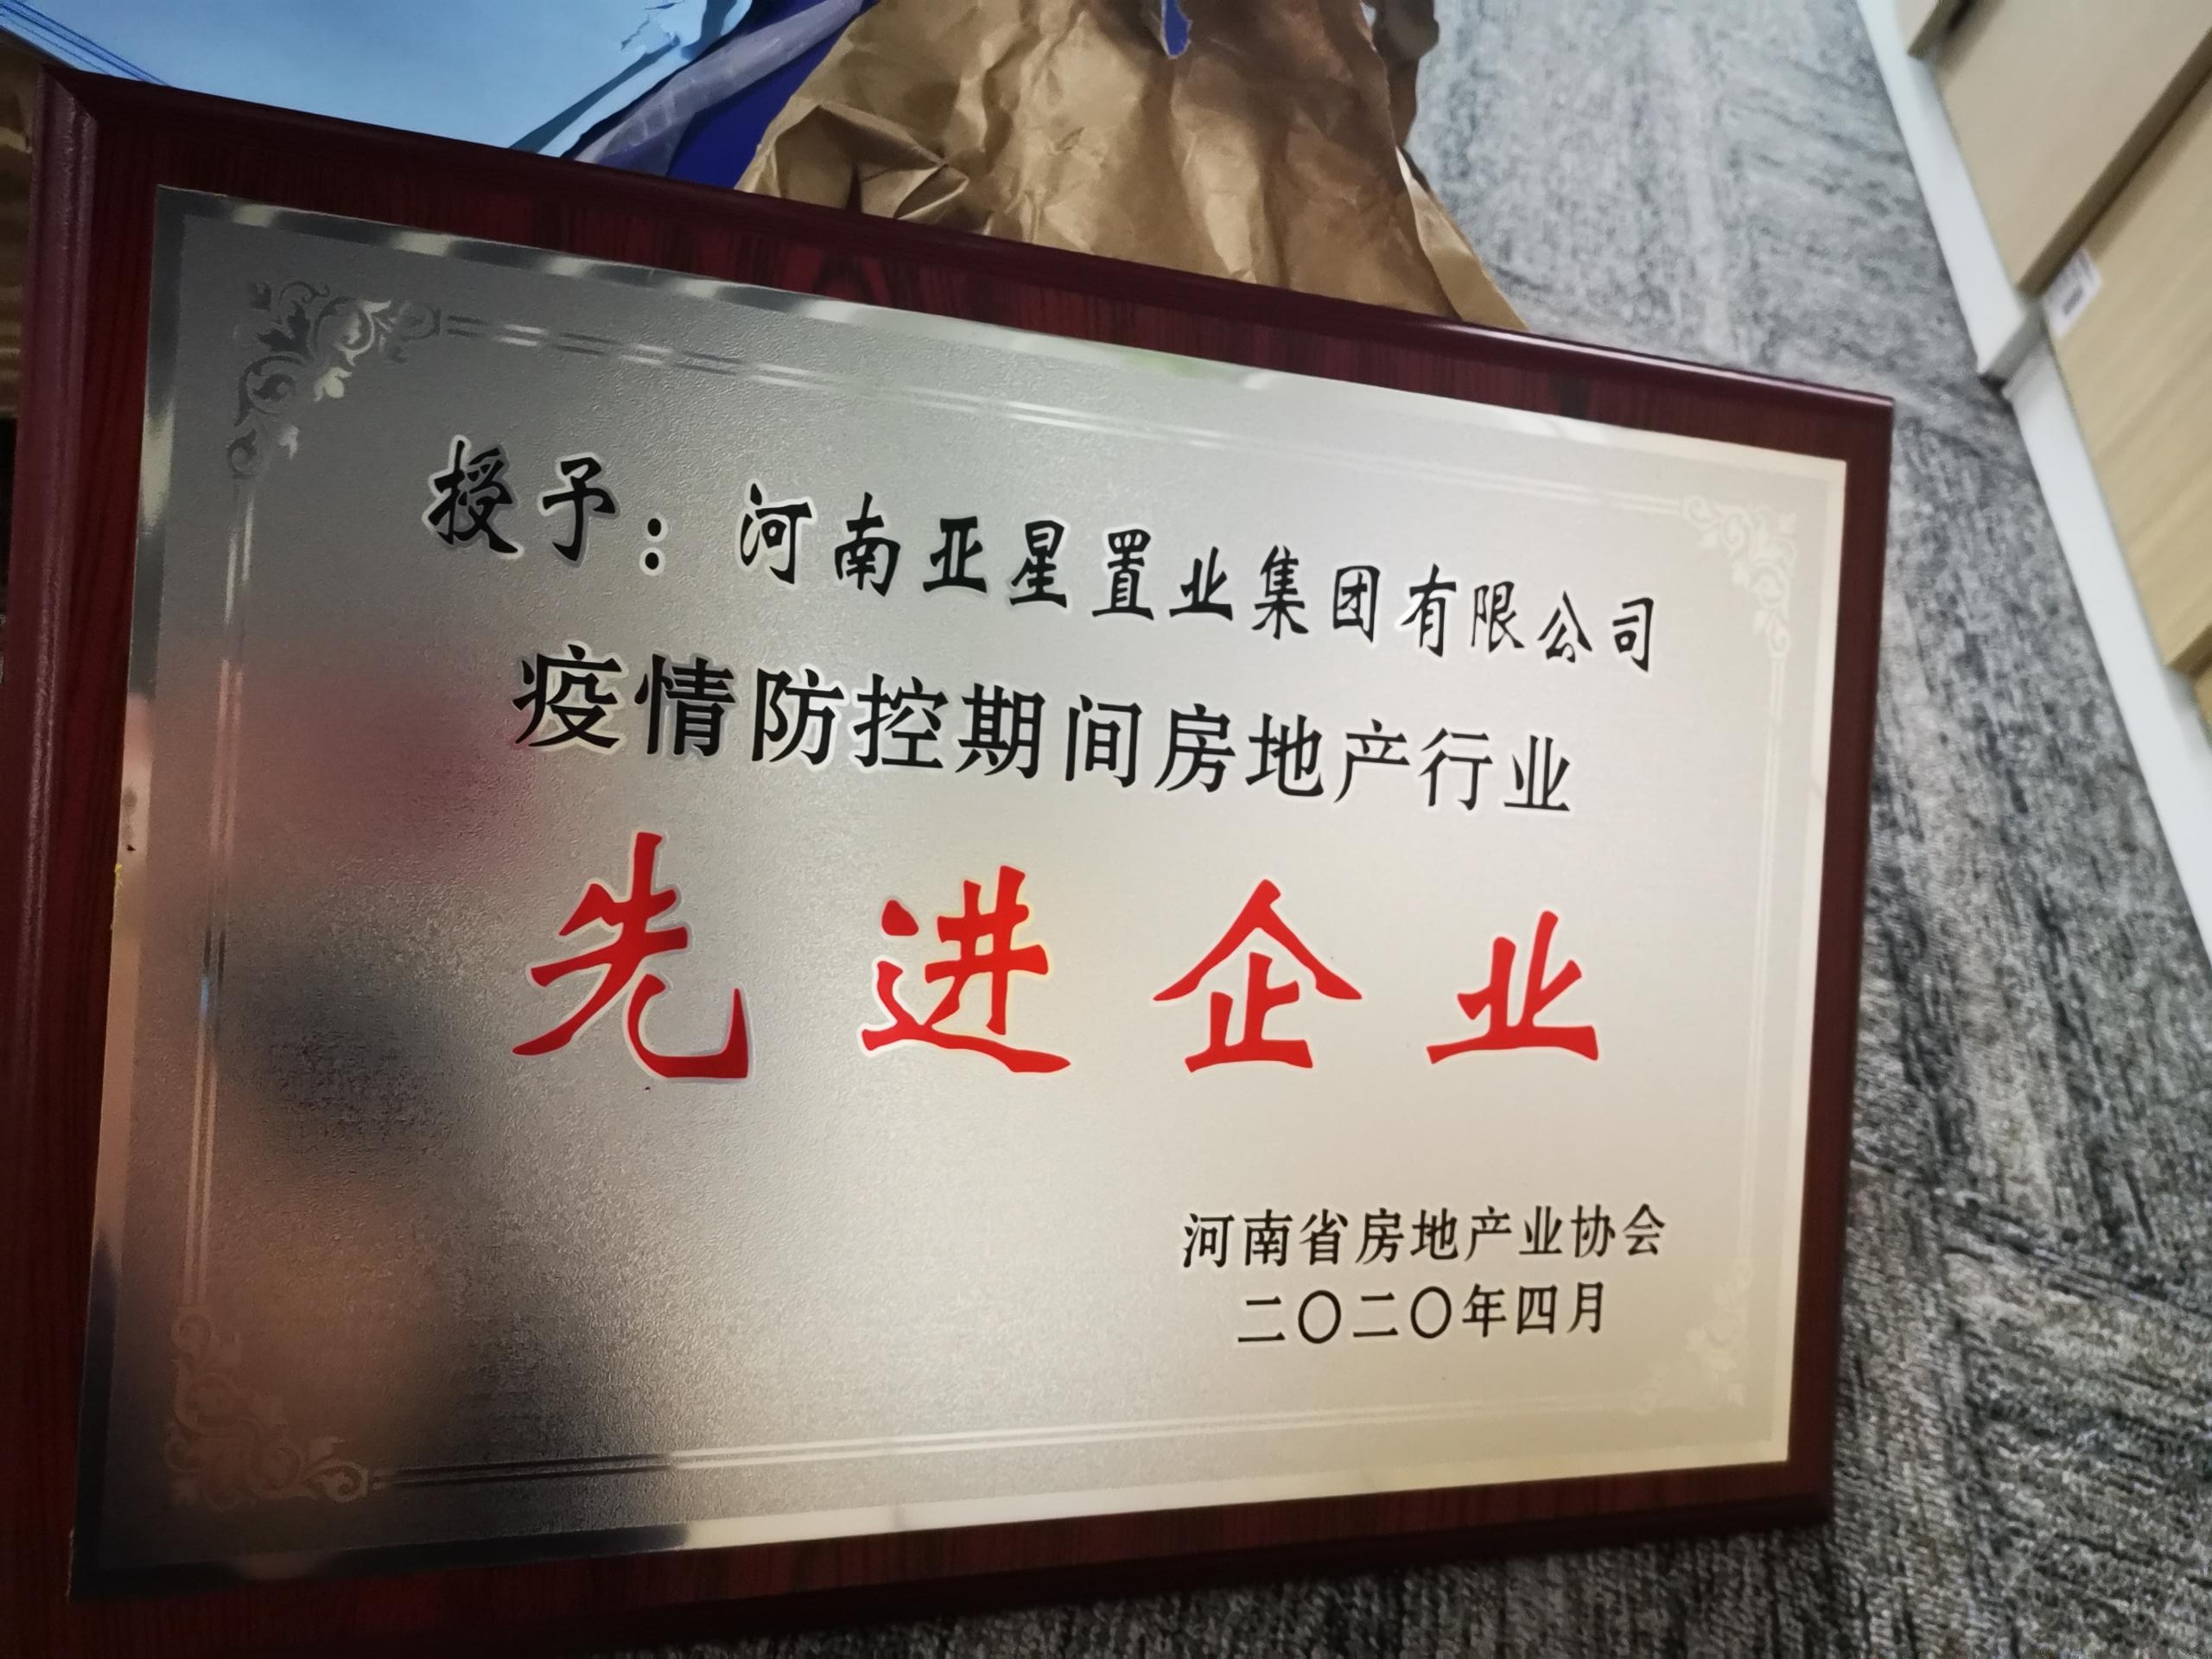 授予：河南亚星置业集团有限公司
疫情防控期间房地产行业
先进企业
河南省房地产业协会
二〇二〇年四月